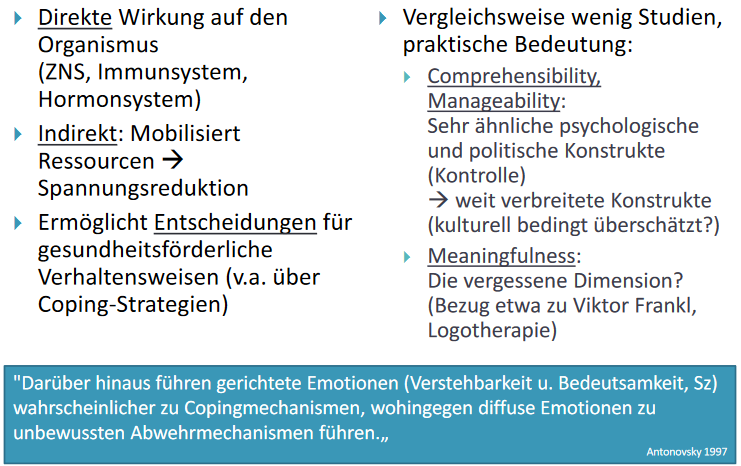 Direkte Wirkung auf den
Organismus
(ZNS, Immunsystem,
Hormonsystem)
Indirekt: Mobilisiert
Ressourcen →
Spannungsreduktion
Ermöglicht Entscheidungen für
gesundheitsförderliche
Verhaltensweisen (v.a. über
Coping-Strategien)
Vergleichsweise wenig Studien,
praktische Bedeutung:
Comprehensibility,
Manageability:
Sehr ähnliche psychologische
und politische Konstrukte
(Kontrolle)
→ weit verbreitete Konstrukte
(kulturell bedingt überschätzt?)
Meaningfulness:
Die vergessene Dimension?
(Bezug etwa zu Viktor Frankl,
Logotherapie)
"Darüber hinaus führen gerichtete Emotionen (Verstehbarkeit u. Bedeutsamkeit, Sz)
wahrscheinlicher zu Copingmechanismen, wohingegen diffuse Emotionen zu
unbewussten Abwehrmechanismen führen.„
Antonovsky 1997